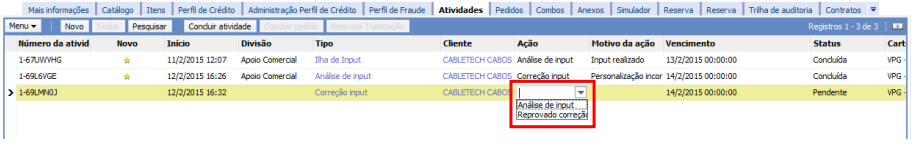 Mais informações Catálogo Itens Perfil de Crédito Administração Perfil de Crédito Perfil de Fraude Atividades Pedidos Combos Anexos Simulador Reserva Reserva Trilha de auditoria Contratos
Menu Novo Excluir Pesquisar Concluir atividade Concluir pedido Reenviar Transição Registros 1 - 3 de 3
Número da ativid Novo Início Divisão Tipo Cliente Ação Motivo da ação Vencimento Status Cart
1-67UWVHG 11/2/2015 12:07 Apoio Comercial Ilha de Input CABLETECH CABOS Análise de input Input realizado 13/2/2015 00:00:00 Concluída VPG -
1-69L6VGE 12/2/2015 16:26 Apoio Comercial Análise de input CABLETECH CABOS Correção input Personalização incor 14/2/2015 00:00:00 Concluída VPG -
1-69LMN0J 12/2/2015 16:32 Correção input CABLETECH CABOS 14/2/2015 00:00:00 Pendente VPG -
Análise de input
Reprovado correçã